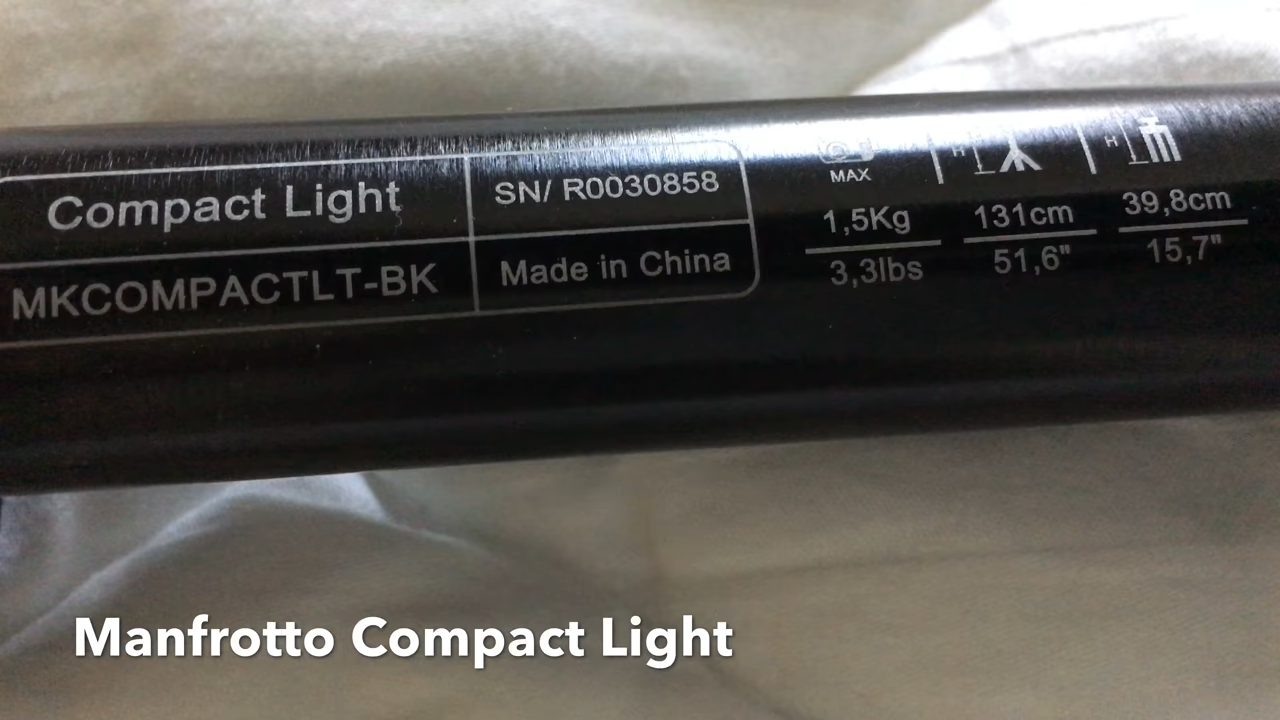 Compact Light
MKCOMPACTLT-BK
SN/ R0030858
Made in China
MAX
1,5Kg
3,3lbs
H
131cm
51,6"
H
39,8cm
15,7"
Manfrotto Compact Light